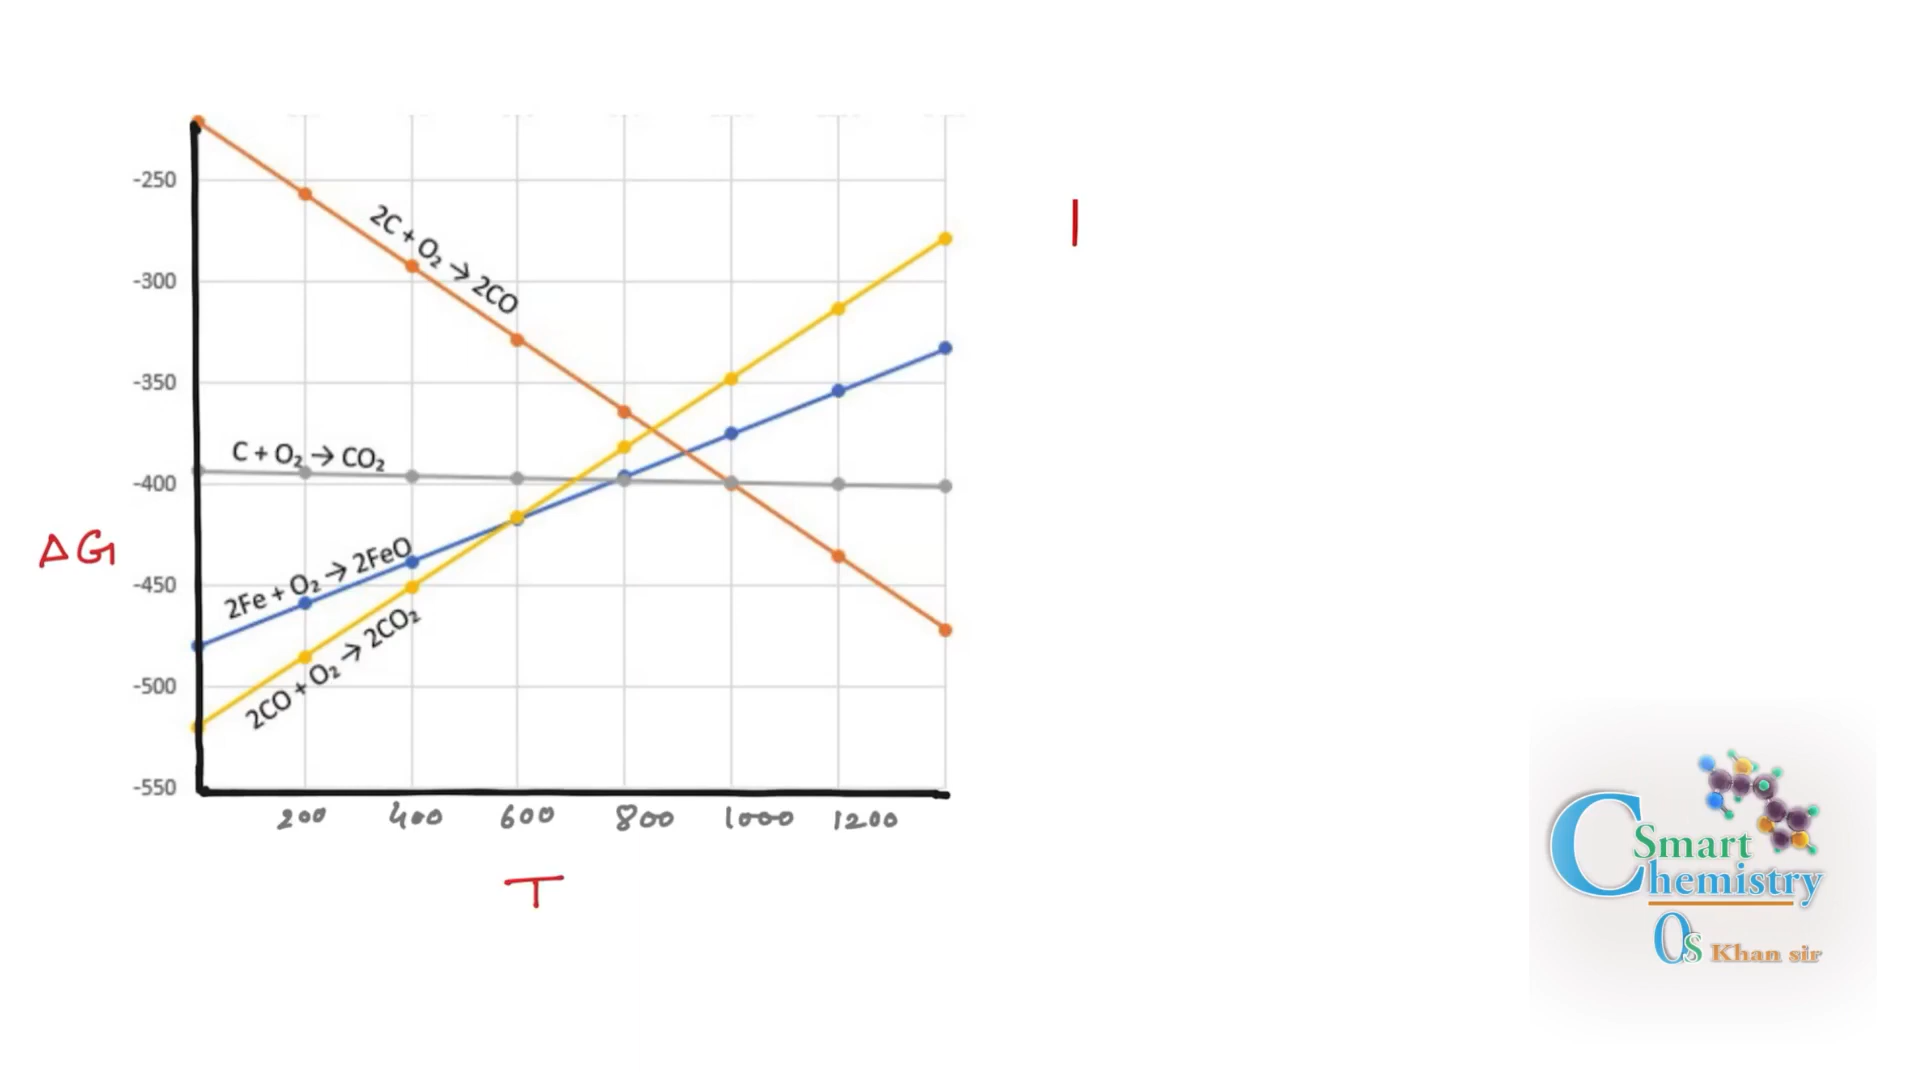 -250
2C + O₂ → 2CO
-300
-350
C + O₂ → CO₂
-400
ΔG
-450
2Fe + O₂ → 2FeO
2CO + O₂ → 2CO₂
-500
-550
200 400 600 800 1000 1200
T
Smart
Chemistry
Os Khan sir